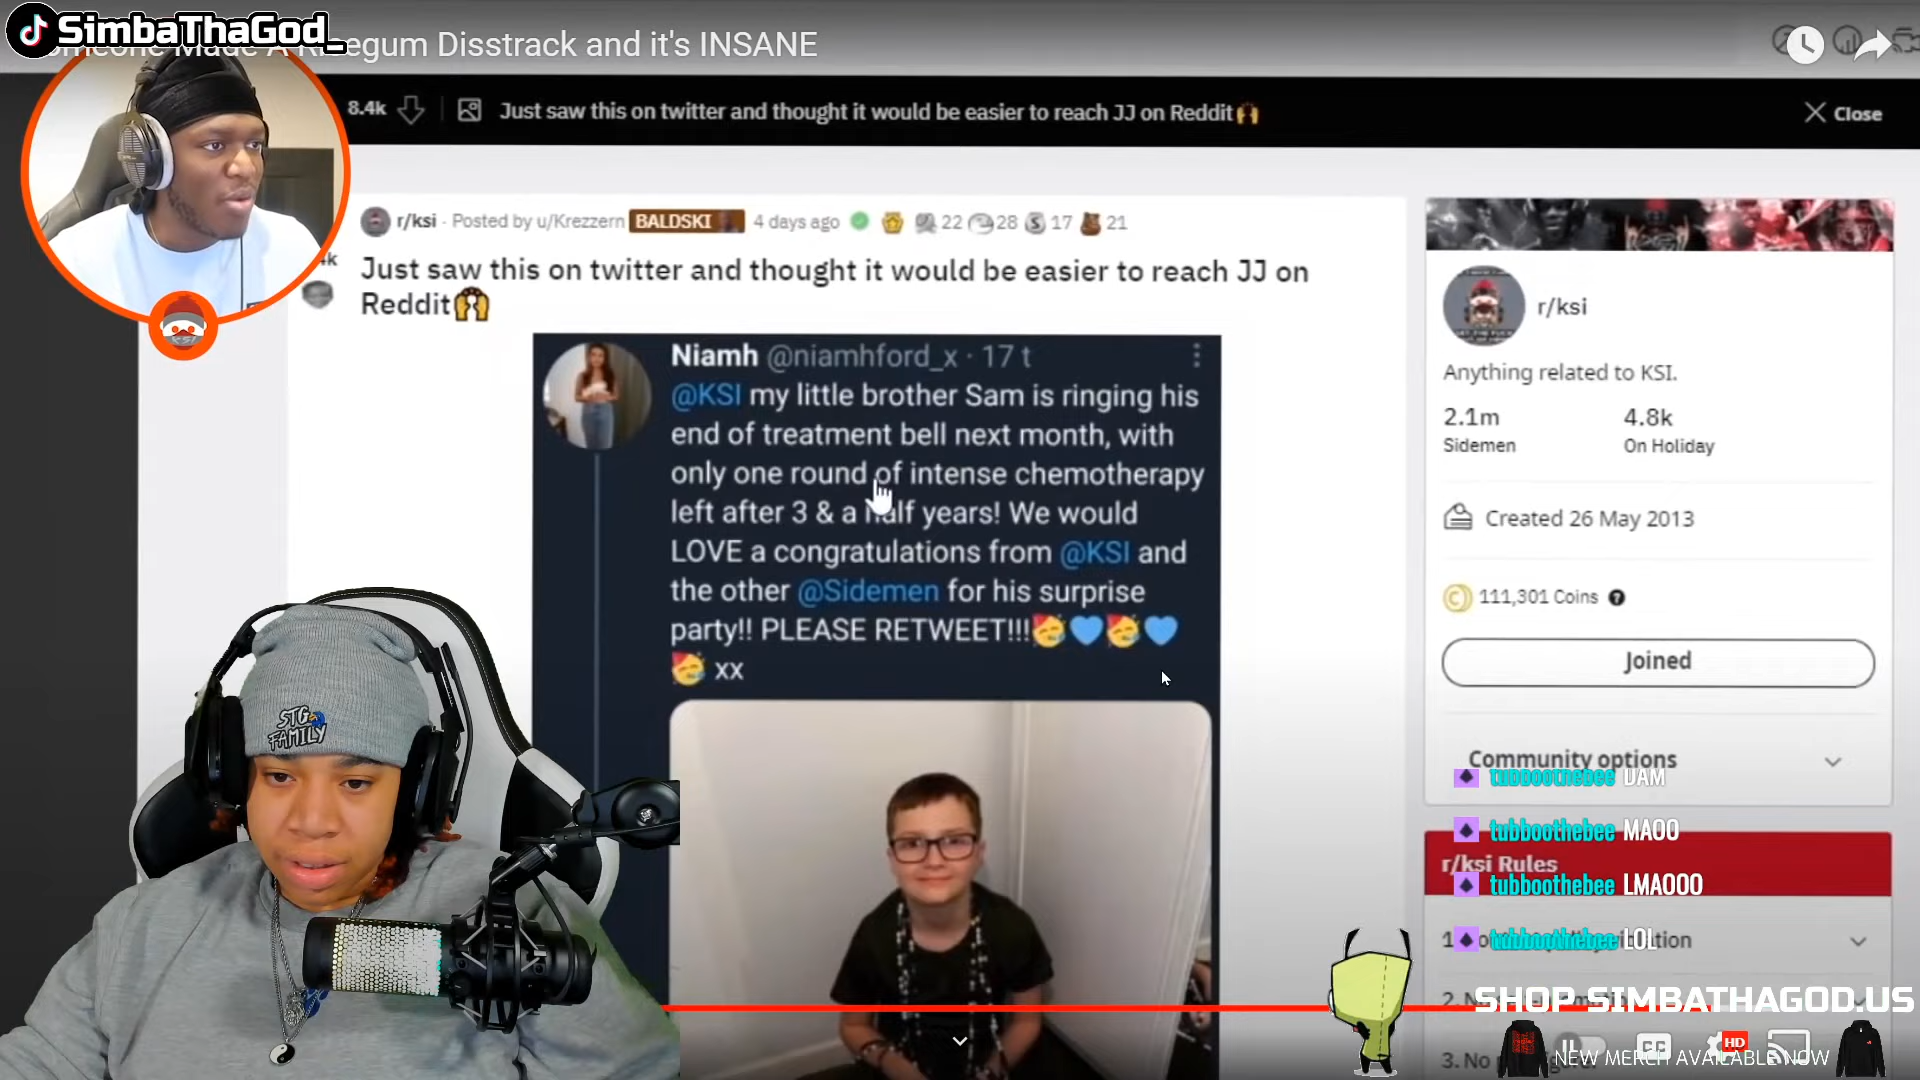 SimbaThaGod_
egum Disstrack and it's INSANE
8.4k
Just saw this on twitter and thought it would be easier to reach JJ on Reddit🙌
Close
r/ksi · Posted by u/Krezzern BALDSKI 4 days ago 22 28 17 21
Just saw this on twitter and thought it would be easier to reach JJ on
Reddit🙌
Niamh @niamhford_x · 17 t
@KSI my little brother Sam is ringing his
end of treatment bell next month, with
only one round of intense chemotherapy
left after 3 & a half years! We would
LOVE a congratulations from @KSI and
the other @Sidemen for his surprise
party!! PLEASE RETWEET!!!🥳💙🥳💙
🥳 xx
r/ksi
Anything related to KSI.
2.1m
4.8k
Sidemen
On Holiday
Created 26 May 2013
111,301 Coins
Joined
Community options
tubboothebee DAM
tubboothebee MAOO
r/ksi Rules
tubboothebee LMAOOO
tubboothebee LOL
STG
FAMILY
SHOP SIMBATHAGOD.US
CC
HD
NEW MERCH AVAILABLE NOW
3. No